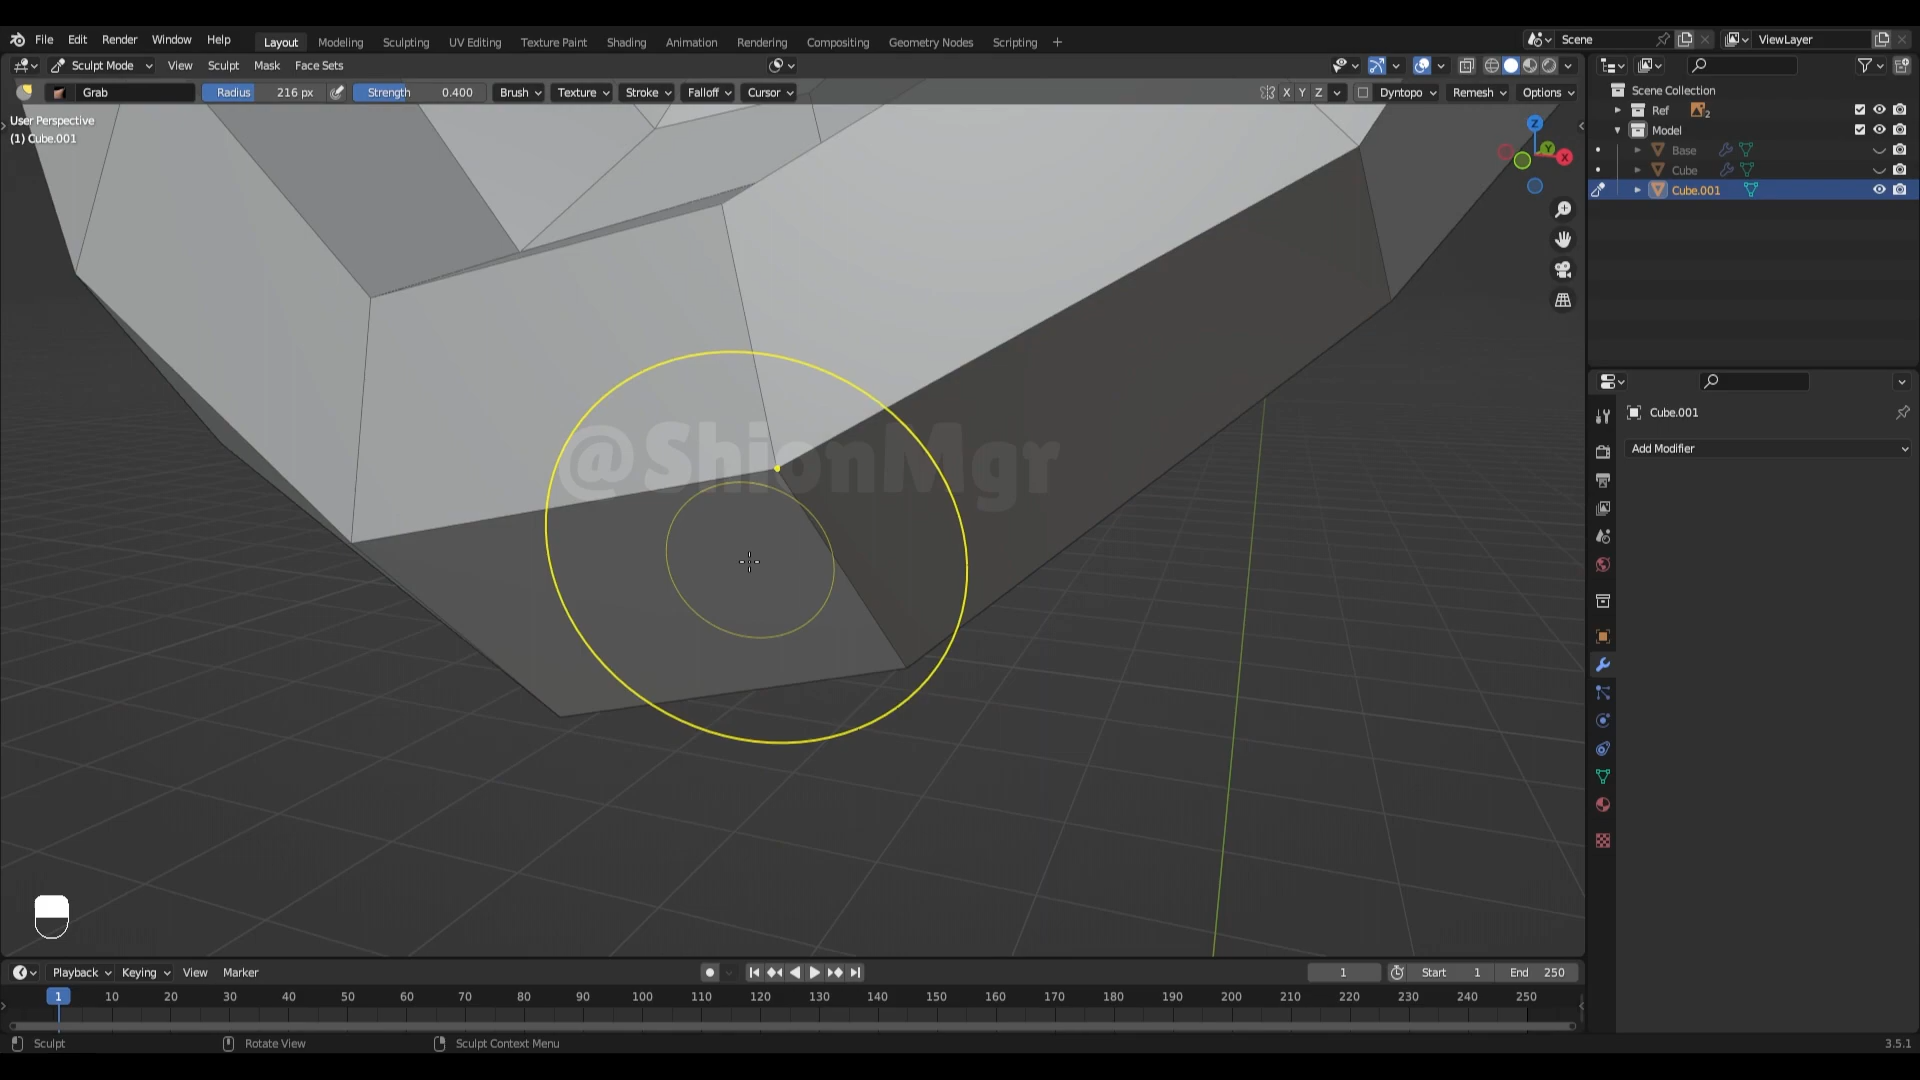 File Edit Render Window Help Layout Modeling Sculpting UV Editing Texture Paint Shading Animation Rendering Compositing Geometry Nodes Scripting + Scene ViewLayer
Sculpt Mode View Sculpt Mask Face Sets
Grab Radius 216 px Strength 0.400 Brush Texture Stroke Falloff Cursor X Y Z Dyntopo Remesh Options
User Perspective
(1) Cube.001
Z
Y
X
Scene Collection
Ref 2
Model
Base
Cube
Cube.001
Cube.001
Add Modifier
@ShionMgr
Playback Keying View Marker 1 Start 1 End 250
1 10 20 30 40 50 60 70 80 90 100 110 120 130 140 150 160 170 180 190 200 210 220 230 240 250
Sculpt Rotate View Sculpt Context Menu 3.5.1